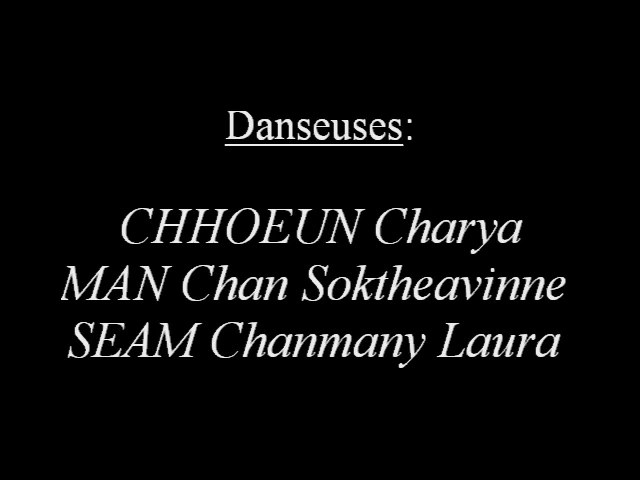 Danseuses:
CHHOEUN Charya
MAN Chan Soktheavinne
SEAM Chanmany Laura